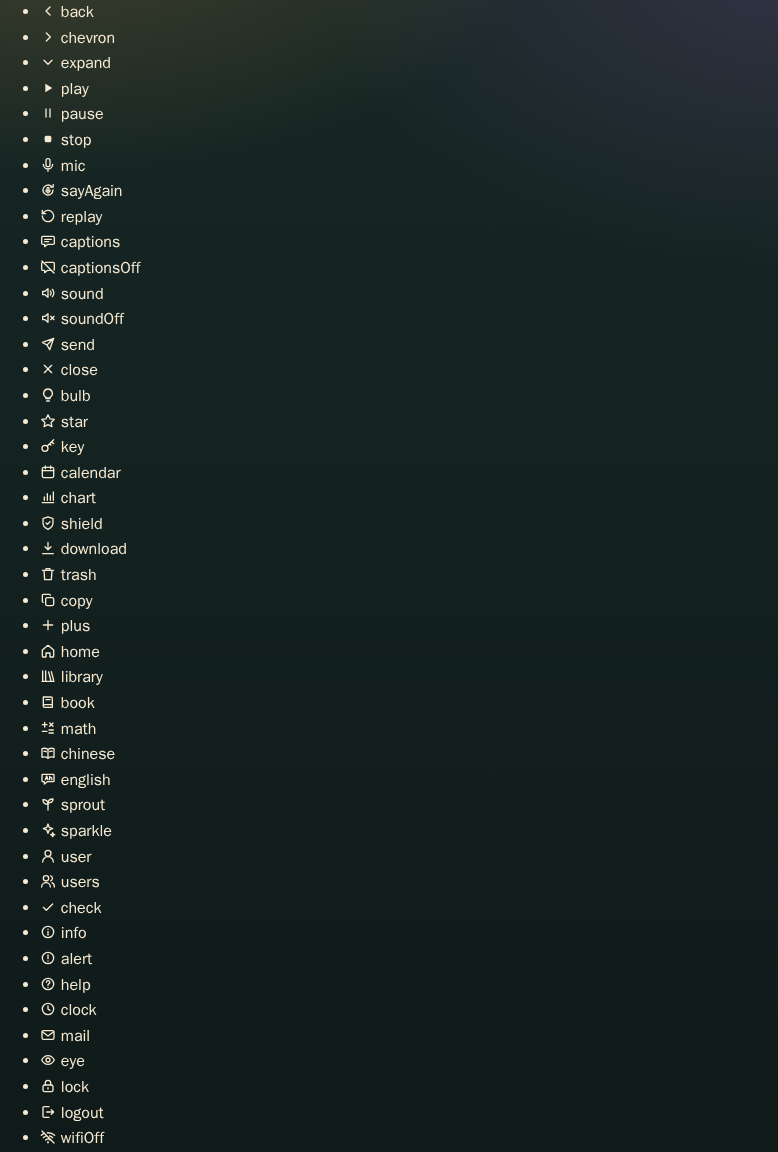 back
chevron
expand
play
pause
stop
mic
sayAgain
replay
captions
captionsOff
sound
soundOff
send
close
bulb
star
key
calendar
chart
shield
download
trash
copy
plus
home
library
book
math
chinese
english
sprout
sparkle
user
users
check
info
alert
help
clock
mail
eye
lock
logout
wifiOff